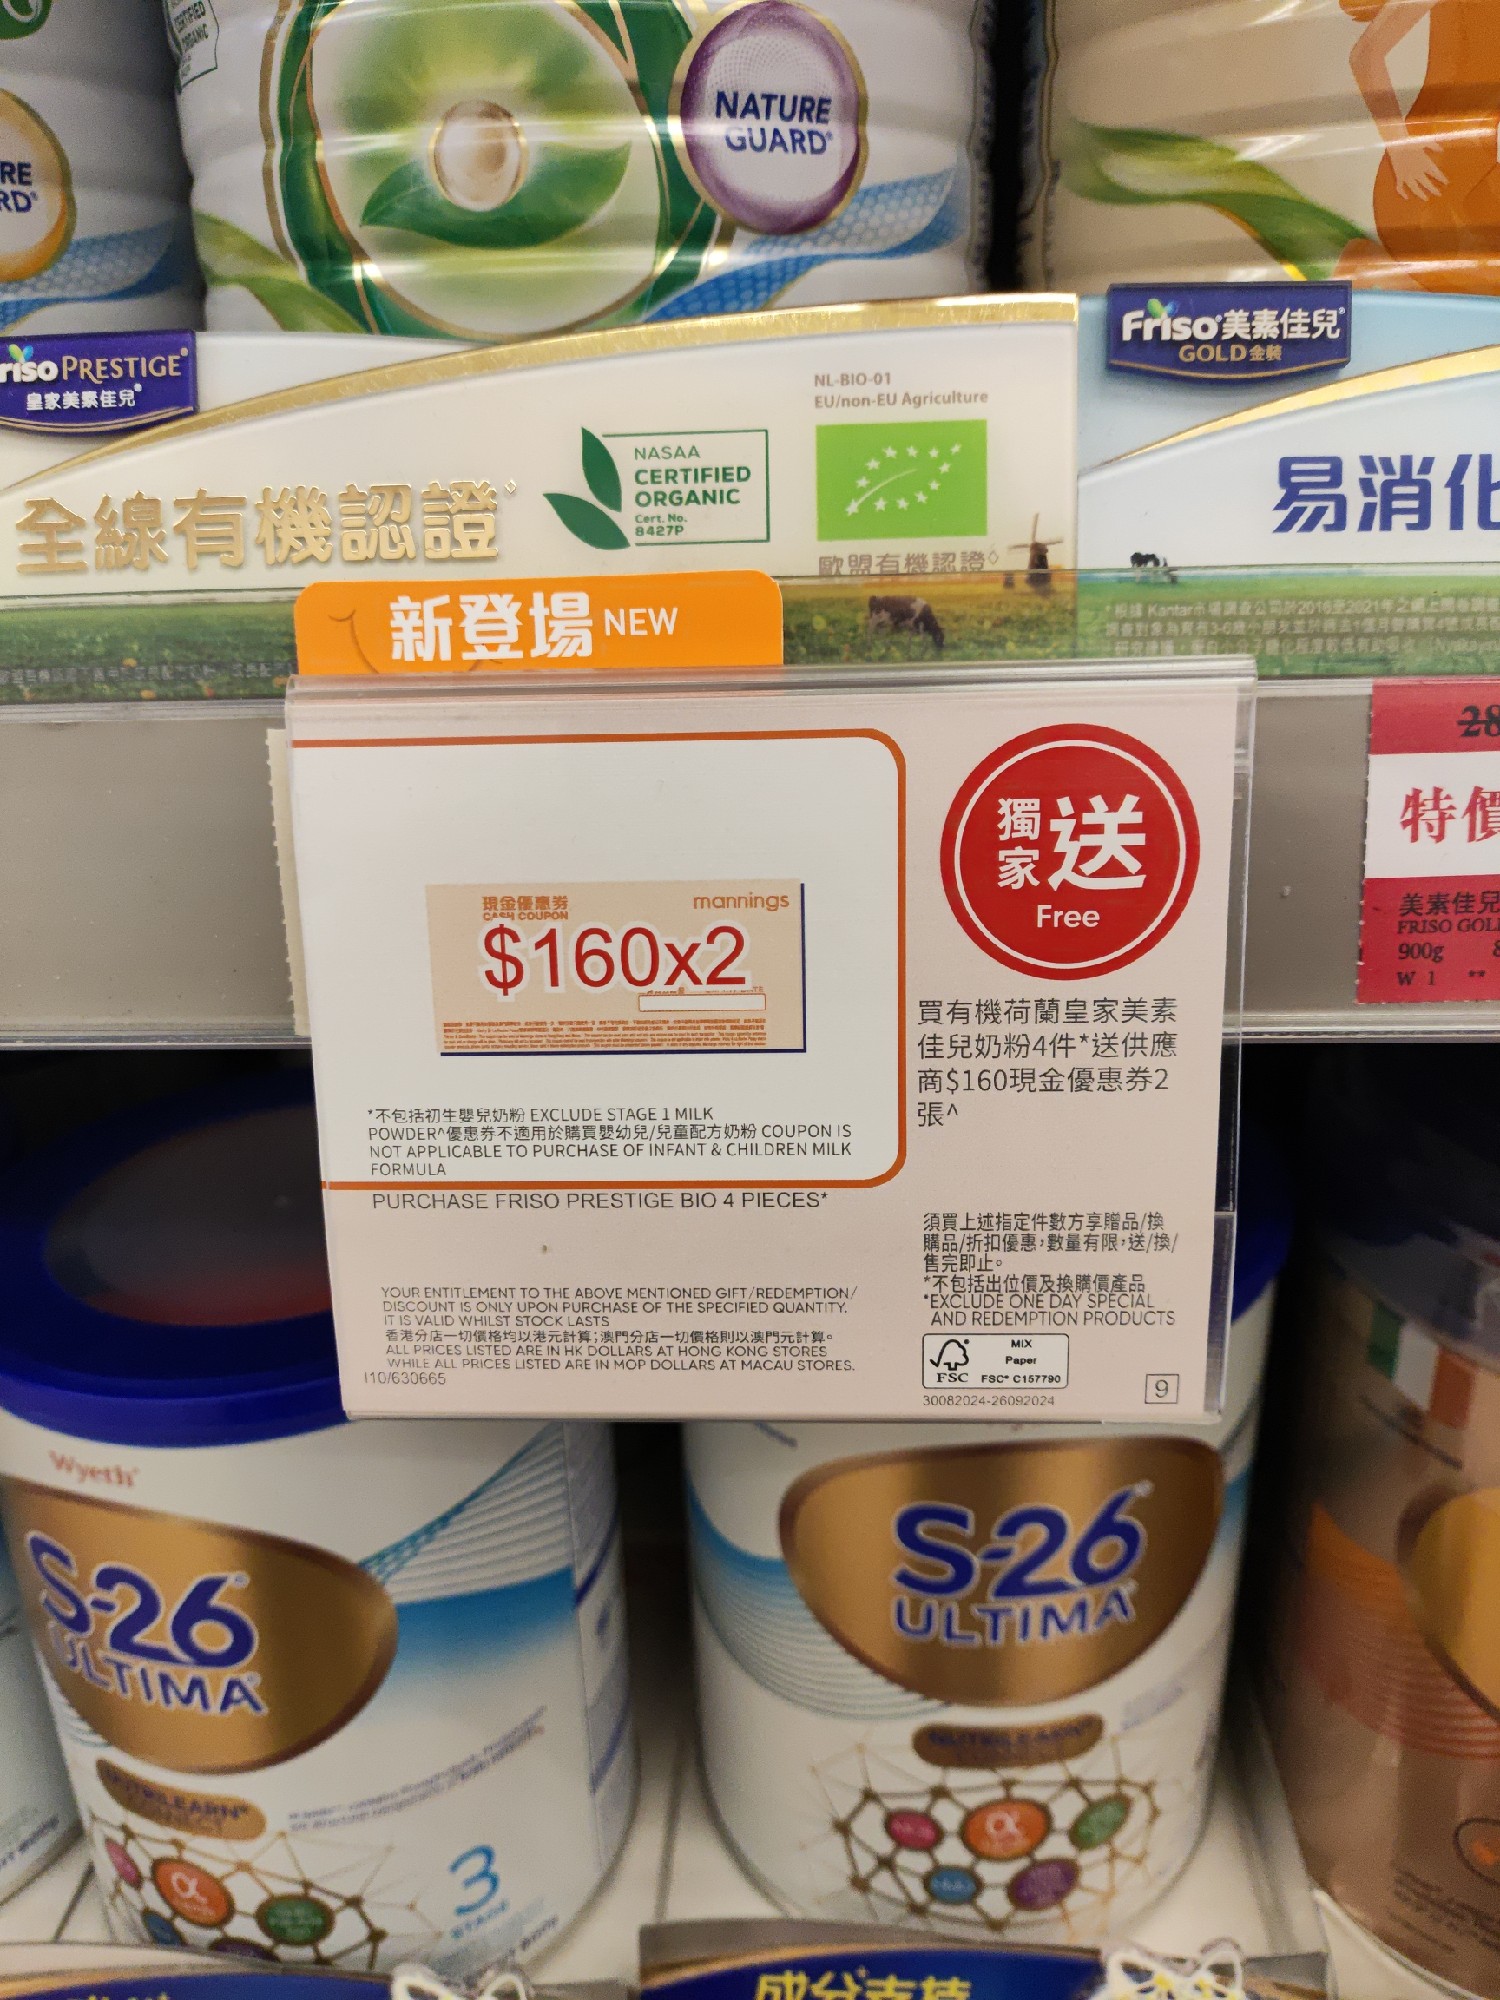 CERTIFIED
ORGANIC
NATURE
GUARD®
RE
RD®
riso PRESTIGE®
皇家美素佳兒®
Friso®美素佳兒®
GOLD金裝
NL-BIO-01
EU/non-EU Agriculture
NASAA
CERTIFIED
ORGANIC
Cert. No.
8427P
全線有機認證◊
歐盟有機認證◊
易消化
新登場 NEW
28
特價
美素佳兒
FRISO GOL
900g
W 1 **
現金優惠券
CASH COUPON
mannings
$160x2
獨家送
Free
買有機荷蘭皇家美素
佳兒奶粉4件*送供應
商$160現金優惠券2
張^
*不包括初生嬰兒奶粉 EXCLUDE STAGE 1 MILK
POWDER^優惠券不適用於購買嬰幼兒/兒童配方奶粉 COUPON IS
NOT APPLICABLE TO PURCHASE OF INFANT & CHILDREN MILK
FORMULA
PURCHASE FRISO PRESTIGE BIO 4 PIECES*
須買上述指定件數方享贈品/換
購品/折扣優惠，數量有限，送/換/
售完即止。
*不包括出位價及換購價產品
*EXCLUDE ONE DAY SPECIAL
AND REDEMPTION PRODUCTS
YOUR ENTITLEMENT TO THE ABOVE MENTIONED GIFT/REDEMPTION/
DISCOUNT IS ONLY UPON PURCHASE OF THE SPECIFIED QUANTITY.
IT IS VALID WHILST STOCK LASTS
香港分店一切價格均以港元計算；澳門分店一切價格則以澳門元計算。
ALL PRICES LISTED ARE IN HK DOLLARS AT HONG KONG STORES
WHILE ALL PRICES LISTED ARE IN MOP DOLLARS AT MACAU STORES.
I10/630665
FSC
MIX
Paper
FSC® C157790
30082024-26092024
9
Wyeth®
S-26®
ULTIMA®
3
STAGE
S-26®
ULTIMA®